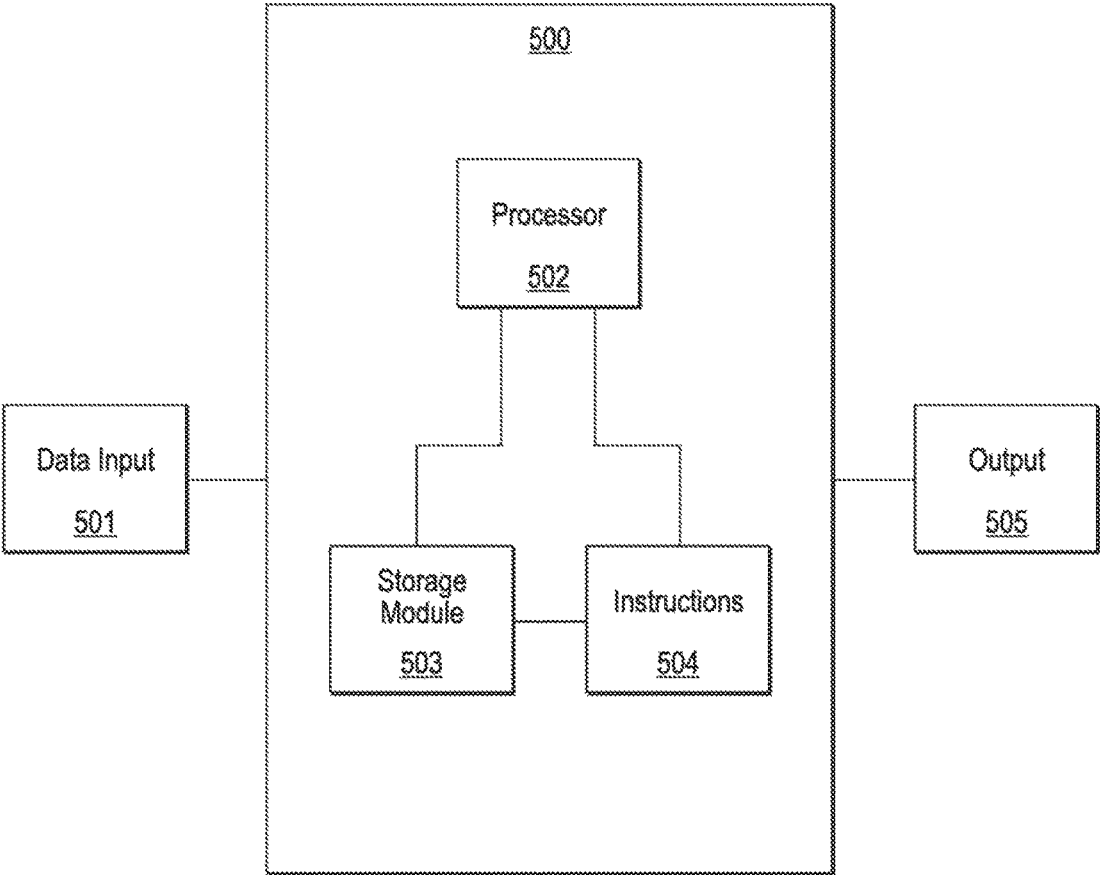 500
Processor
502
Data Input
501
Output
505
Storage
Module
503
Instructions
504